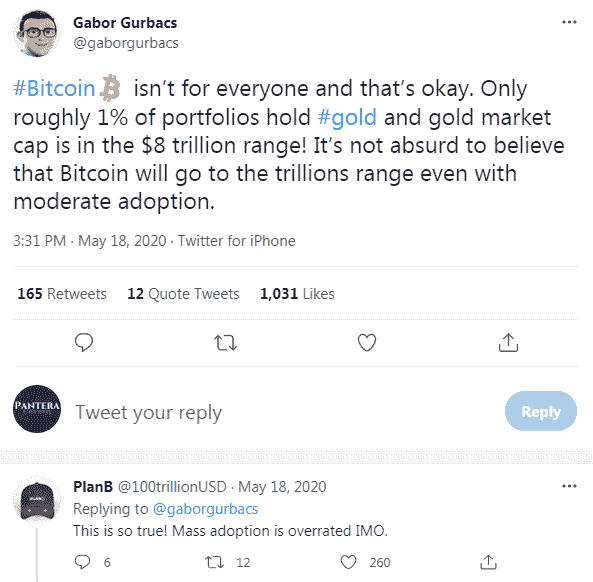 Gabor Gurbacs
@gaborgurbacs
#Bitcoin isn't for everyone and that's okay. Only
roughly 1% of portfolios hold #gold and gold market
cap is in the $8 trillion range! It's not absurd to believe
that Bitcoin will go to the trillions range even with
moderate adoption.
3:31 PM · May 18, 2020 · Twitter for iPhone
165 Retweets 12 Quote Tweets 1,031 Likes
PANTERA
Tweet your reply
Reply
PlanB @100trillionUSD · May 18, 2020
Replying to @gaborgurbacs
This is so true! Mass adoption is overrated IMO.
6 12 260